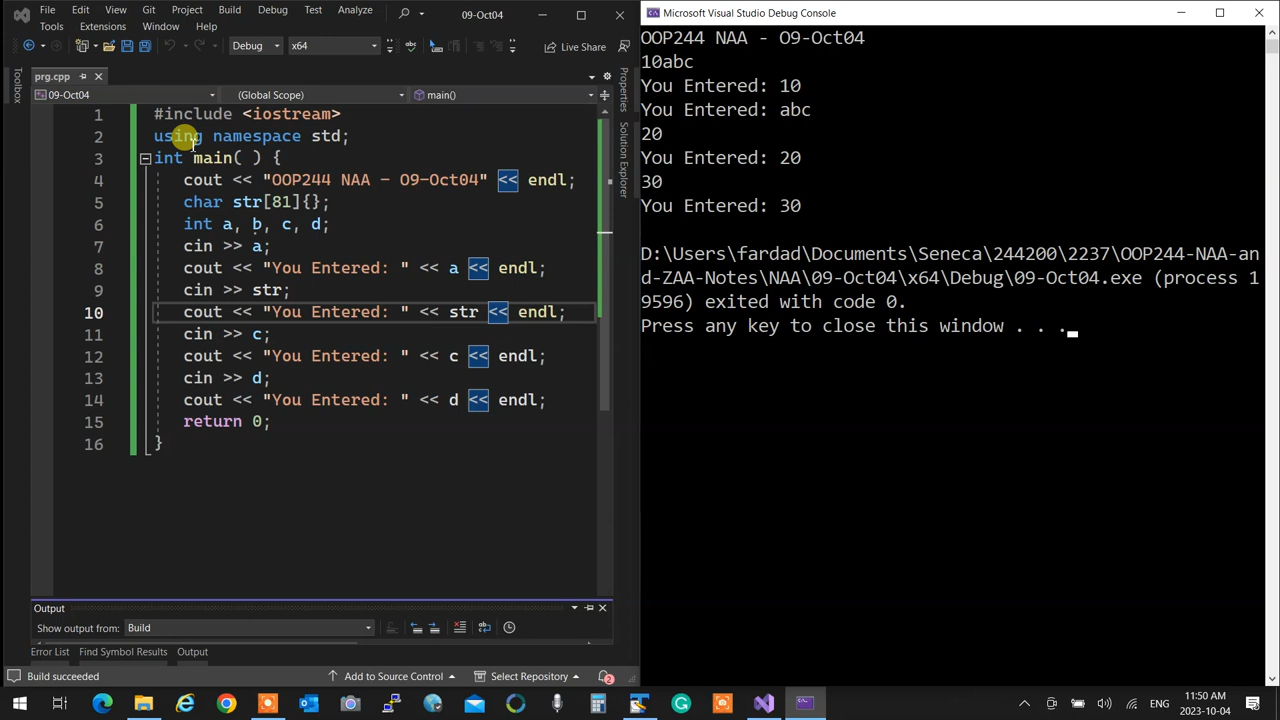 File Edit View Git Project Build Debug Test Analyze
Tools Extensions Window Help
09-Oct04
Debug x64 Live Share
prg.cpp
09-Oct04 (Global Scope) main()
Toolbox
Properties
Solution Explorer
1 #include <iostream>
2 using namespace std;
3 int main( ) {
4 cout << "OOP244 NAA - O9-Oct04" << endl;
5 char str[81]{};
6 int a, b, c, d;
7 cin >> a;
8 cout << "You Entered: " << a << endl;
9 cin >> str;
10 cout << "You Entered: " << str << endl;
11 cin >> c;
12 cout << "You Entered: " << c << endl;
13 cin >> d;
14 cout << "You Entered: " << d << endl;
15 return 0;
16 }
Output
Show output from: Build
Error List Find Symbol Results Output
Build succeeded Add to Source Control Select Repository 2
Microsoft Visual Studio Debug Console
OOP244 NAA - O9-Oct04
10abc
You Entered: 10
You Entered: abc
20
You Entered: 20
30
You Entered: 30
D:\Users\fardad\Documents\Seneca\244200\2237\OOP244-NAA-an
d-ZAA-Notes\NAA\09-Oct04\x64\Debug\09-Oct04.exe (process 1
9596) exited with code 0.
Press any key to close this window . . .
ENG
11:50 AM
2023-10-04